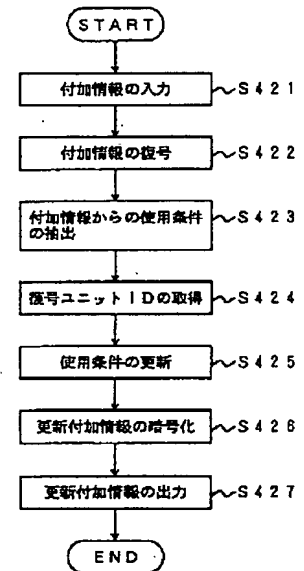 START
付加情報の入力 S421
付加情報の復号 S422
付加情報からの使用条件 S423
の抽出
復号ユニットIDの取得 S424
使用条件の更新 S425
更新付加情報の暗号化 S426
更新付加情報の出力 S427
END